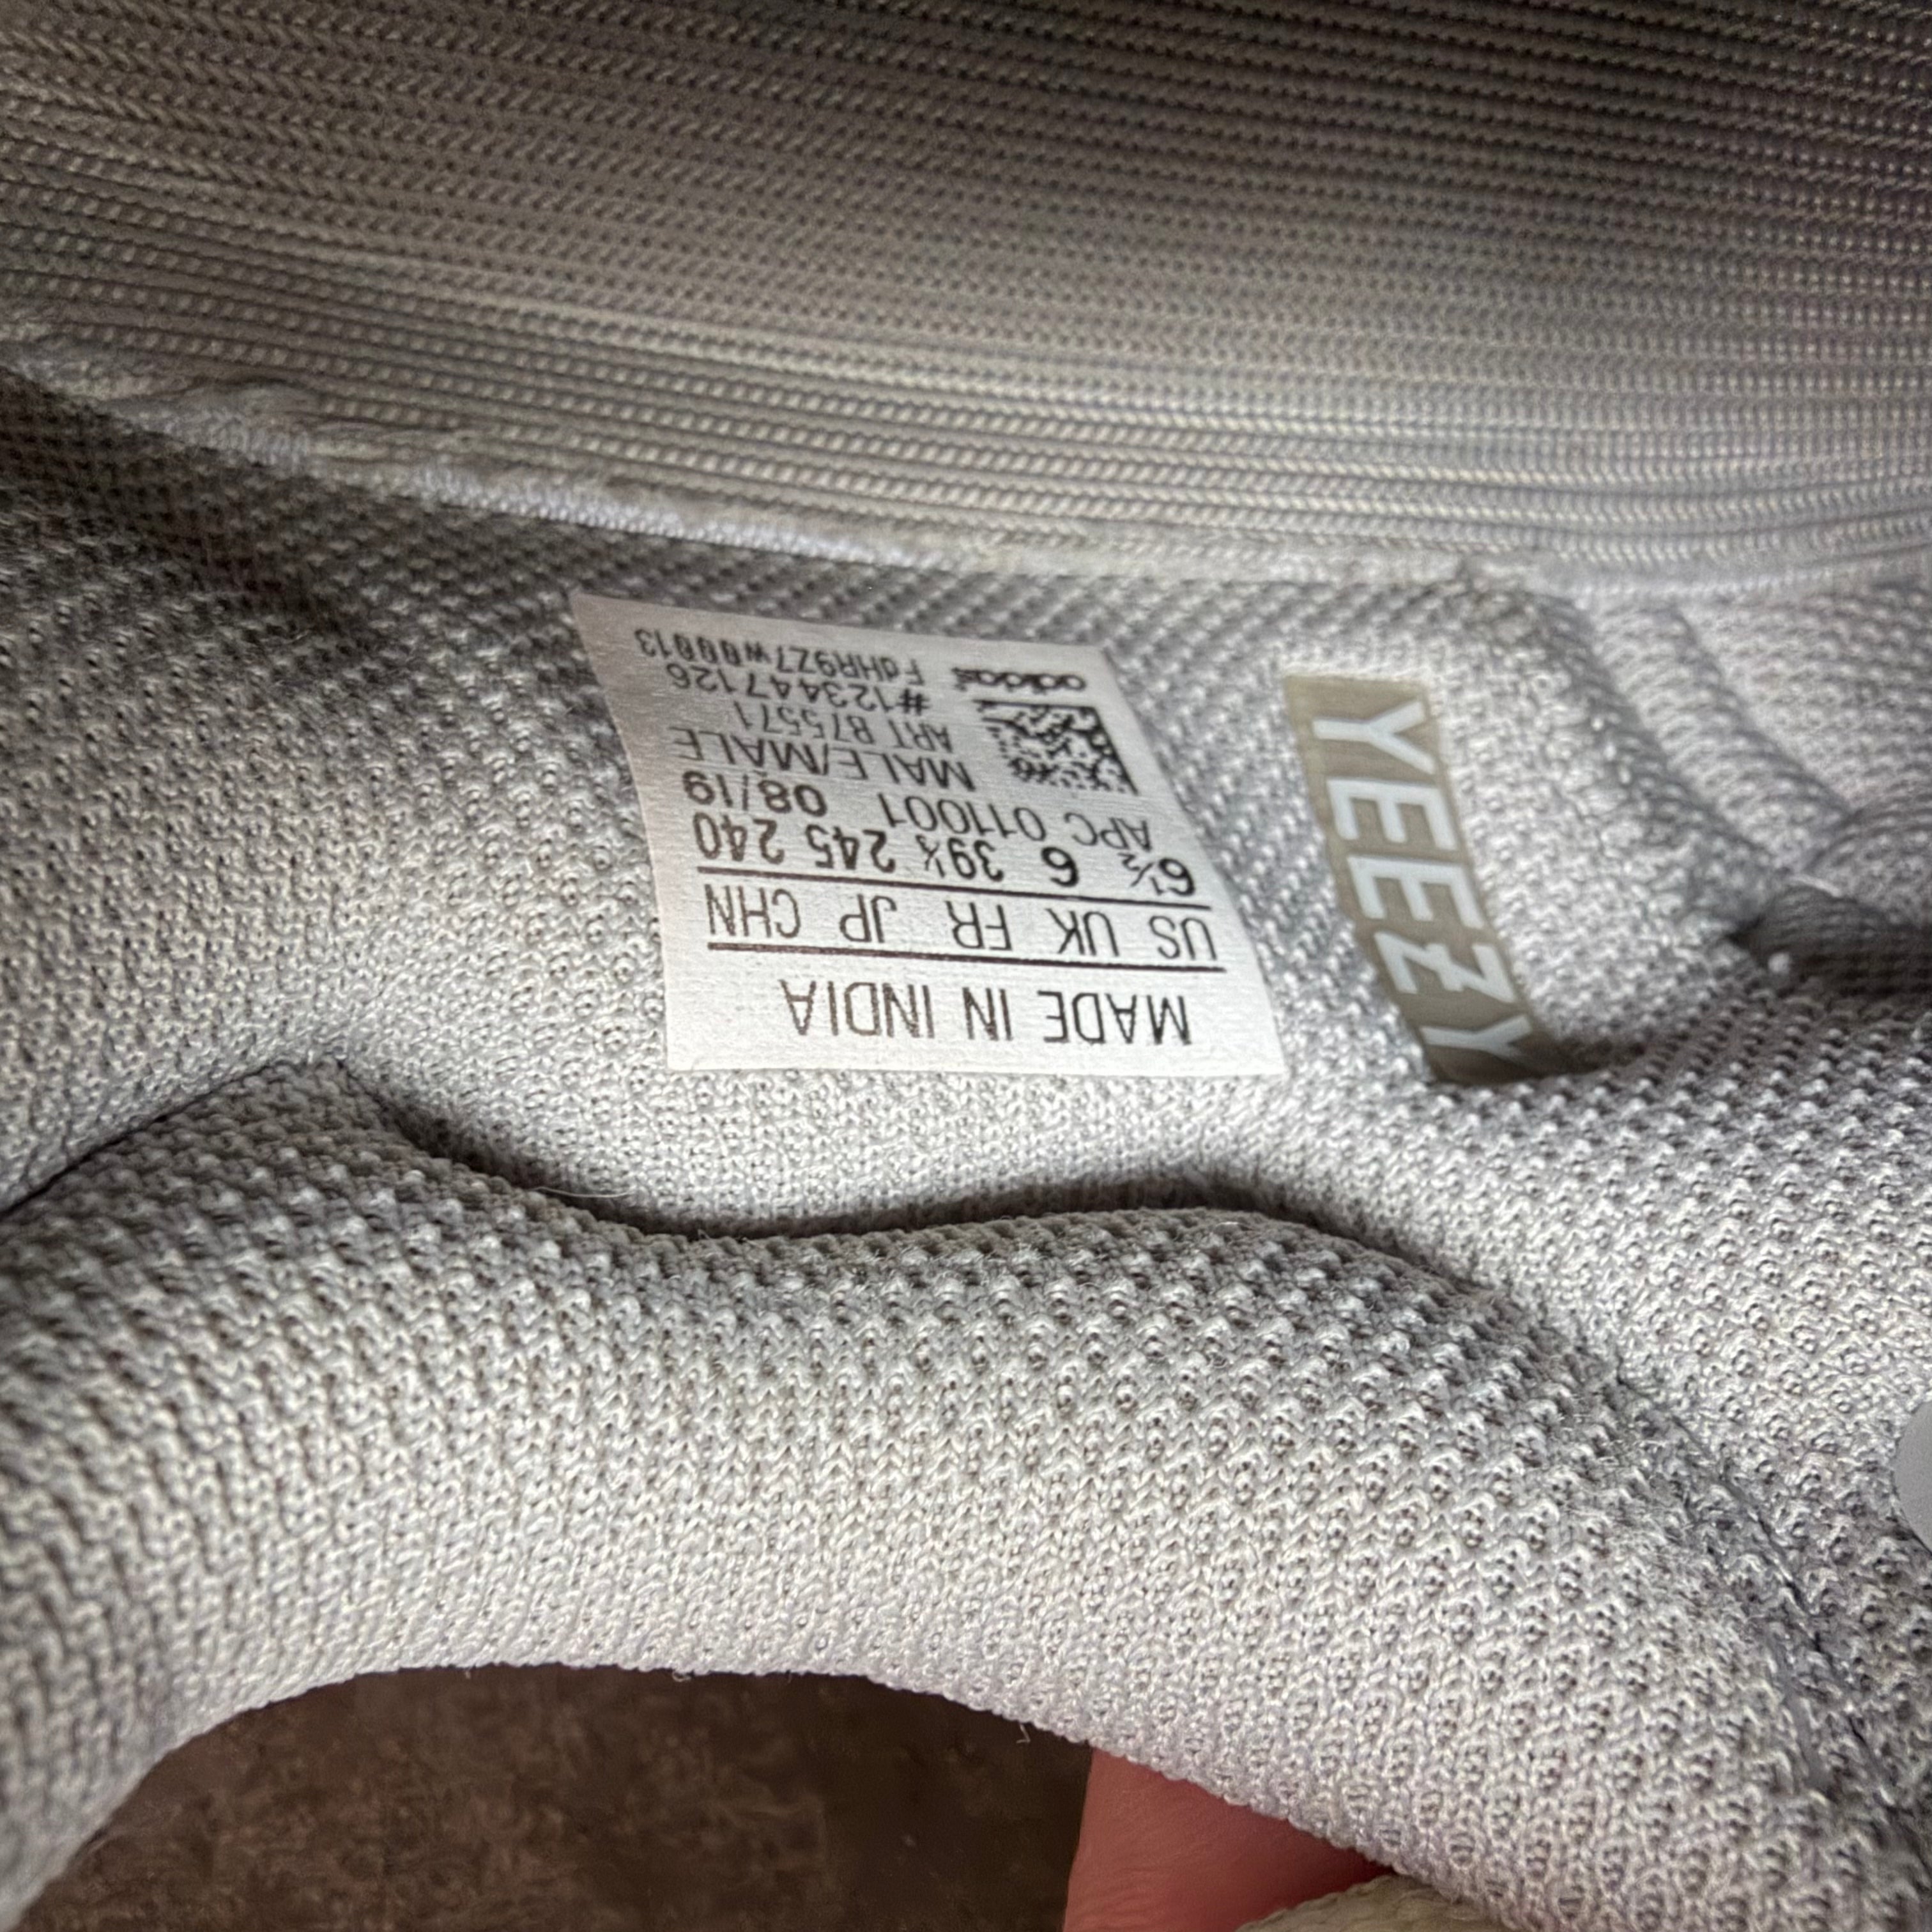 MADE IN INDIA
US UK FR JP CHN
6½ 6 39⅓ 245 240
APC 011001 08/19
MALE/MALE
ART B75571
#123447126
FdHR9Z7W00013
adidas
YEEZY